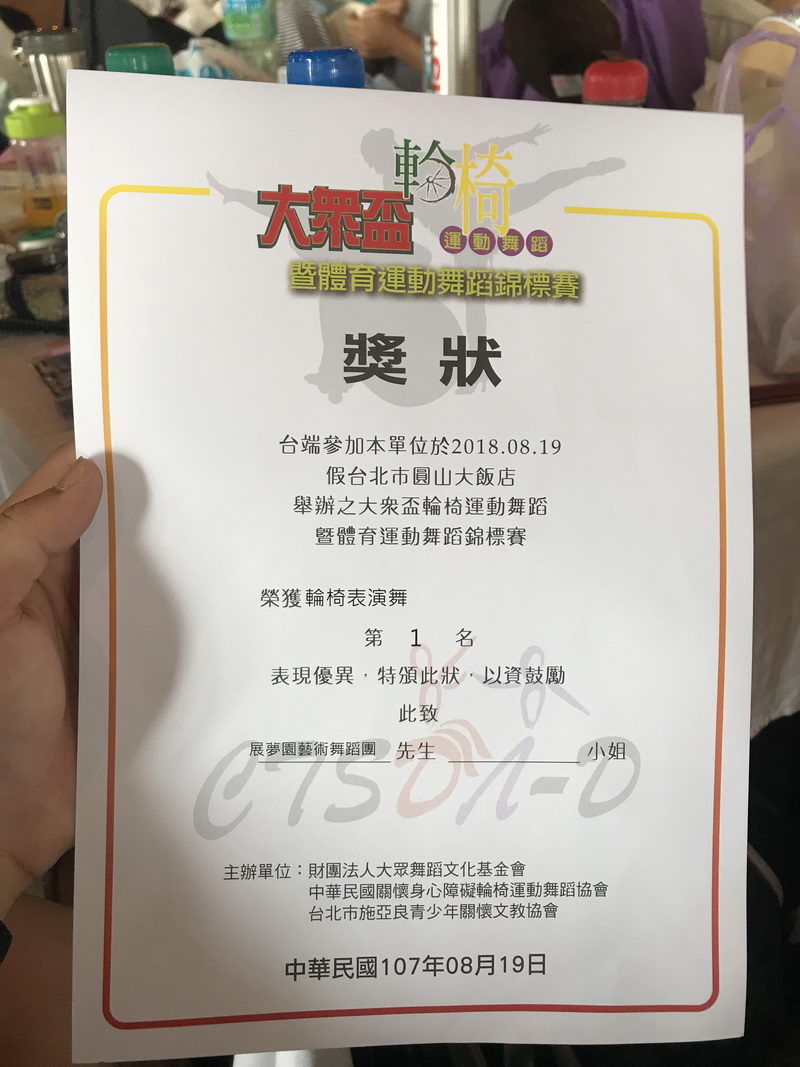 大衆盃 輪椅
運動舞蹈
暨體育運動舞蹈錦標賽
獎狀
台端參加本單位於2018.08.19
假台北市圓山大飯店
舉辦之大衆盃輪椅運動舞蹈
暨體育運動舞蹈錦標賽
榮獲輪椅表演舞
第 1 名
表現優異，特頒此狀，以資鼓勵
此致
展夢園藝術舞蹈團 先生 小姐
CTSDA-D
主辦單位：財團法人大眾舞蹈文化基金會
中華民國關懷身心障礙輪椅運動舞蹈協會
台北市施亞良青少年關懷文教協會
中華民國107年08月19日